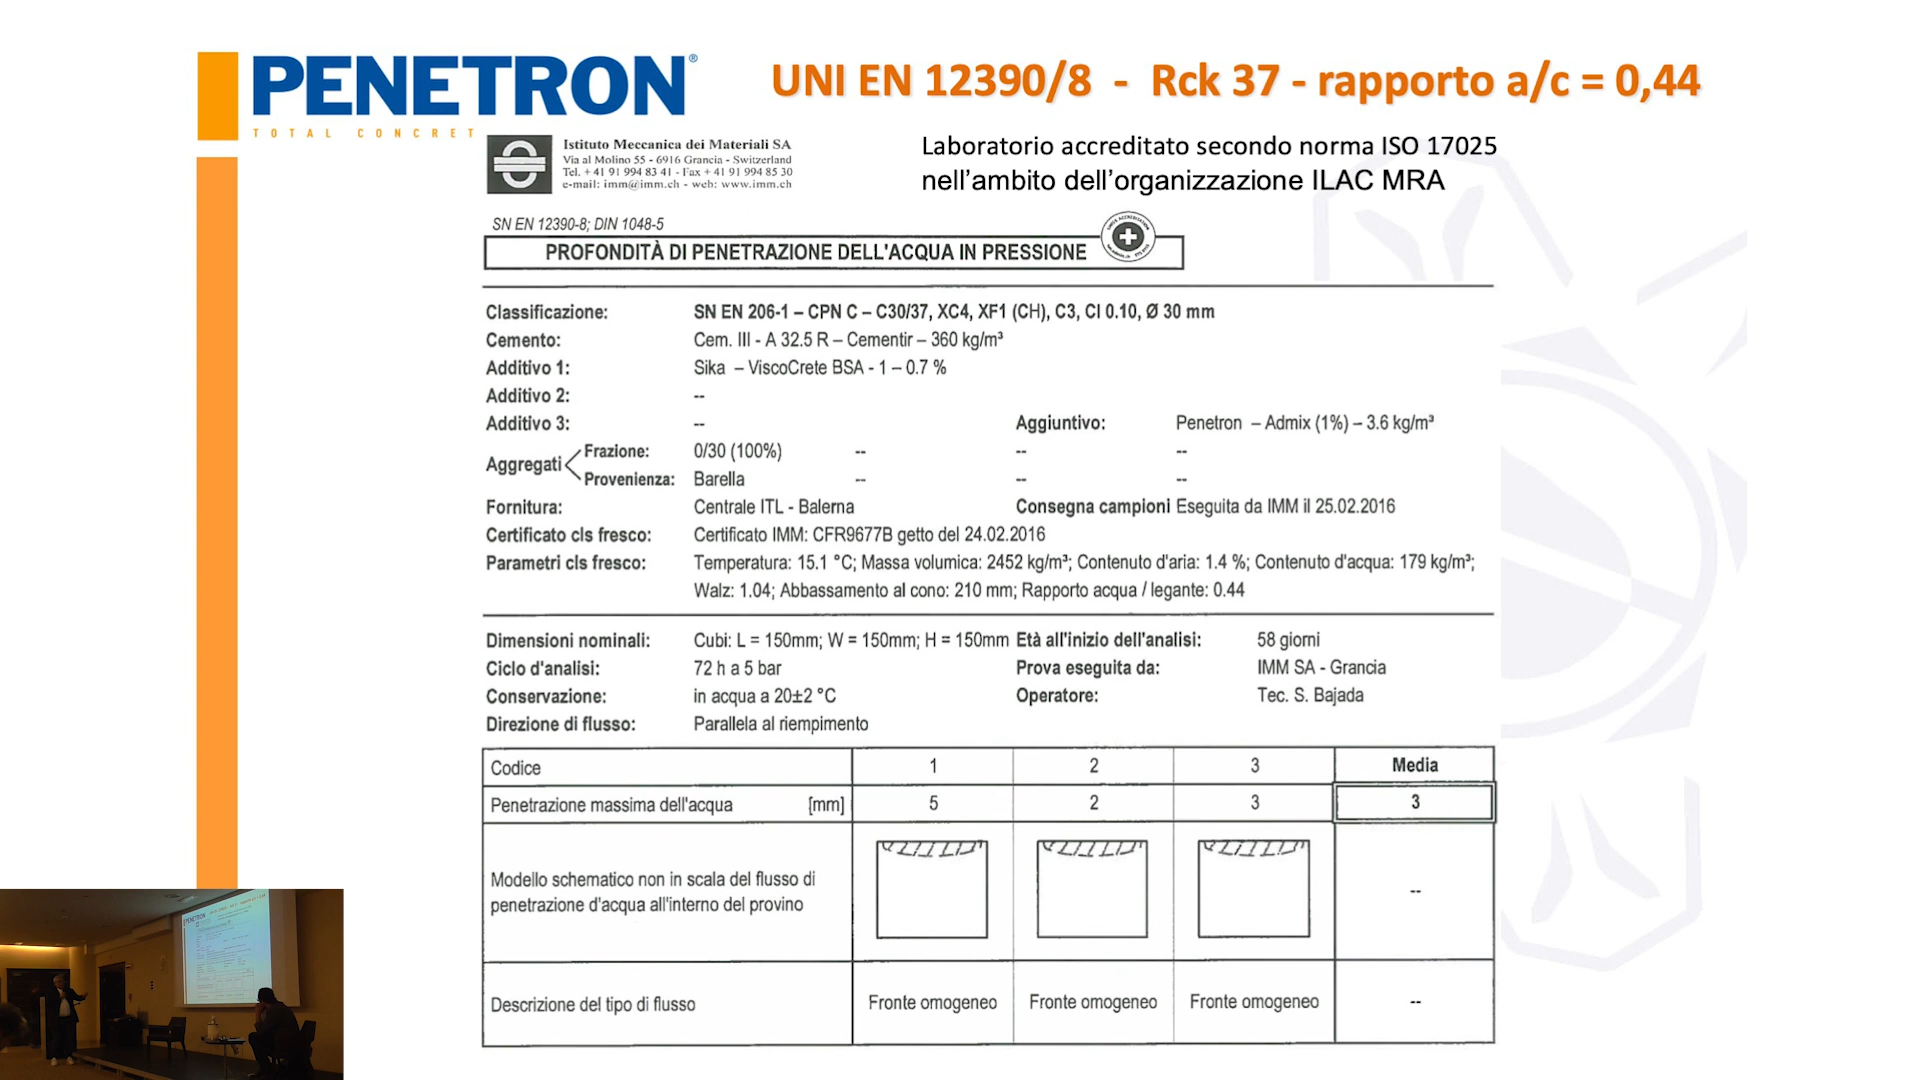 PENETRON®
TOTAL CONCRET
UNI EN 12390/8 - Rck 37 - rapporto a/c = 0,44
Istituto Meccanica dei Materiali SA
Via al Molino 55 - 6916 Grancia - Switzerland
Tel. + 41 91 994 83 41 - Fax + 41 91 994 85 30
e-mail: imm@imm.ch - web: www.imm.ch
Laboratorio accreditato secondo norma ISO 17025
nell'ambito dell'organizzazione ILAC MRA
SN EN 12390-8; DIN 1048-5
PROFONDITÀ DI PENETRAZIONE DELL'ACQUA IN PRESSIONE
Classificazione: SN EN 206-1 – CPN C – C30/37, XC4, XF1 (CH), C3, Cl 0.10, Ø 30 mm
Cemento: Cem. III - A 32.5 R – Cementir – 360 kg/m³
Additivo 1: Sika – ViscoCrete BSA - 1 – 0.7 %
Additivo 2: --
Additivo 3: -- Aggiuntivo: Penetron – Admix (1%) – 3.6 kg/m³
Aggregati Frazione: 0/30 (100%) -- -- --
Provenienza: Barella -- -- --
Fornitura: Centrale ITL - Balerna Consegna campioni Eseguita da IMM il 25.02.2016
Certificato cls fresco: Certificato IMM: CFR9677B getto del 24.02.2016
Parametri cls fresco: Temperatura: 15.1 °C; Massa volumica: 2452 kg/m³; Contenuto d'aria: 1.4 %; Contenuto d'acqua: 179 kg/m³;
Walz: 1.04; Abbassamento al cono: 210 mm; Rapporto acqua / legante: 0.44
Dimensioni nominali: Cubi: L = 150mm; W = 150mm; H = 150mm Età all'inizio dell'analisi: 58 giorni
Ciclo d'analisi: 72 h a 5 bar Prova eseguita da: IMM SA - Grancia
Conservazione: in acqua a 20±2 °C Operatore: Tec. S. Bajada
Direzione di flusso: Parallela al riempimento
Codice 1 2 3 Media
Penetrazione massima dell'acqua [mm] 5 2 3 3
Modello schematico non in scala del flusso di
penetrazione d'acqua all'interno del provino --
Descrizione del tipo di flusso Fronte omogeneo Fronte omogeneo Fronte omogeneo --
PENETRON